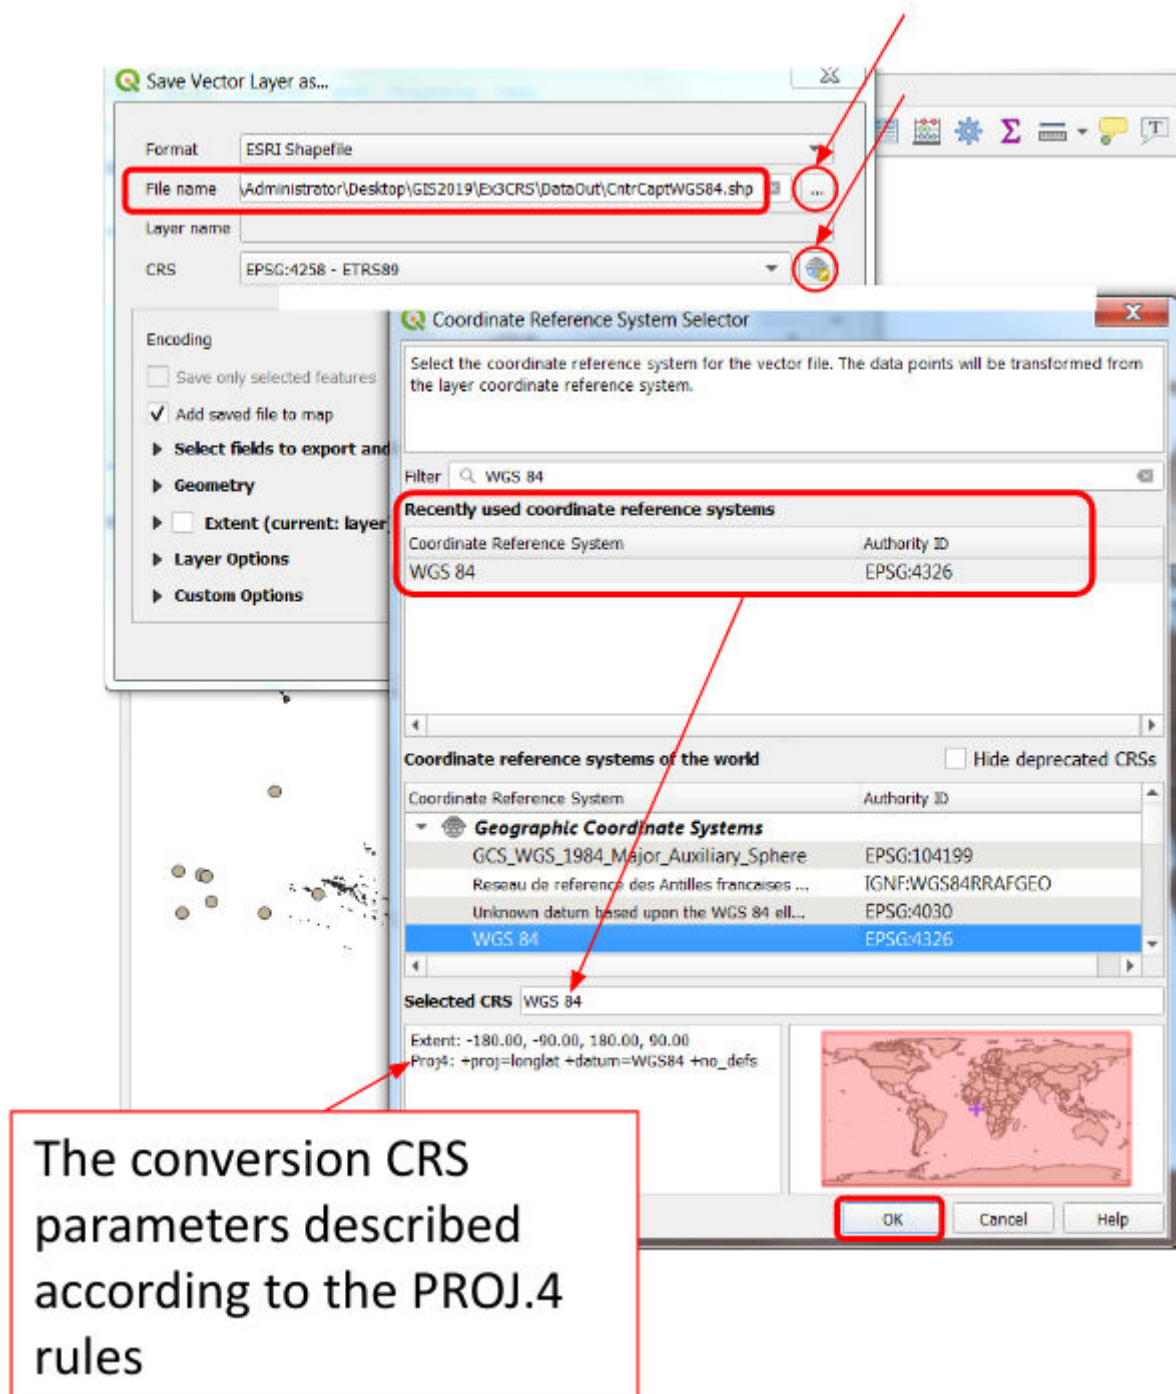 Save Vector Layer as...
Format ESRI Shapefile
File name \Administrator\Desktop\GIS2019\Ex3CRS\DataOut\CntrCaptWGS84.shp ...
Layer name
CRS EPSG:4258 - ETRS89
Encoding
Save only selected features
Add saved file to map
Select fields to export and
Geometry
Extent (current: layer
Layer Options
Custom Options
Coordinate Reference System Selector
Select the coordinate reference system for the vector file. The data points will be transformed from
the layer coordinate reference system.
Filter WGS 84
Recently used coordinate reference systems
Coordinate Reference System Authority ID
WGS 84 EPSG:4326
Coordinate reference systems of the world Hide deprecated CRSs
Coordinate Reference System Authority ID
Geographic Coordinate Systems
GCS_WGS_1984_Major_Auxiliary_Sphere EPSG:104199
Reseau de reference des Antilles francaises ... IGNF:WGS84RRAFGEO
Unknown datum based upon the WGS 84 ell... EPSG:4030
WGS 84 EPSG:4326
Selected CRS WGS 84
Extent: -180.00, -90.00, 180.00, 90.00
Proj4: +proj=longlat +datum=WGS84 +no_defs
OK Cancel Help
The conversion CRS
parameters described
according to the PROJ.4
rules